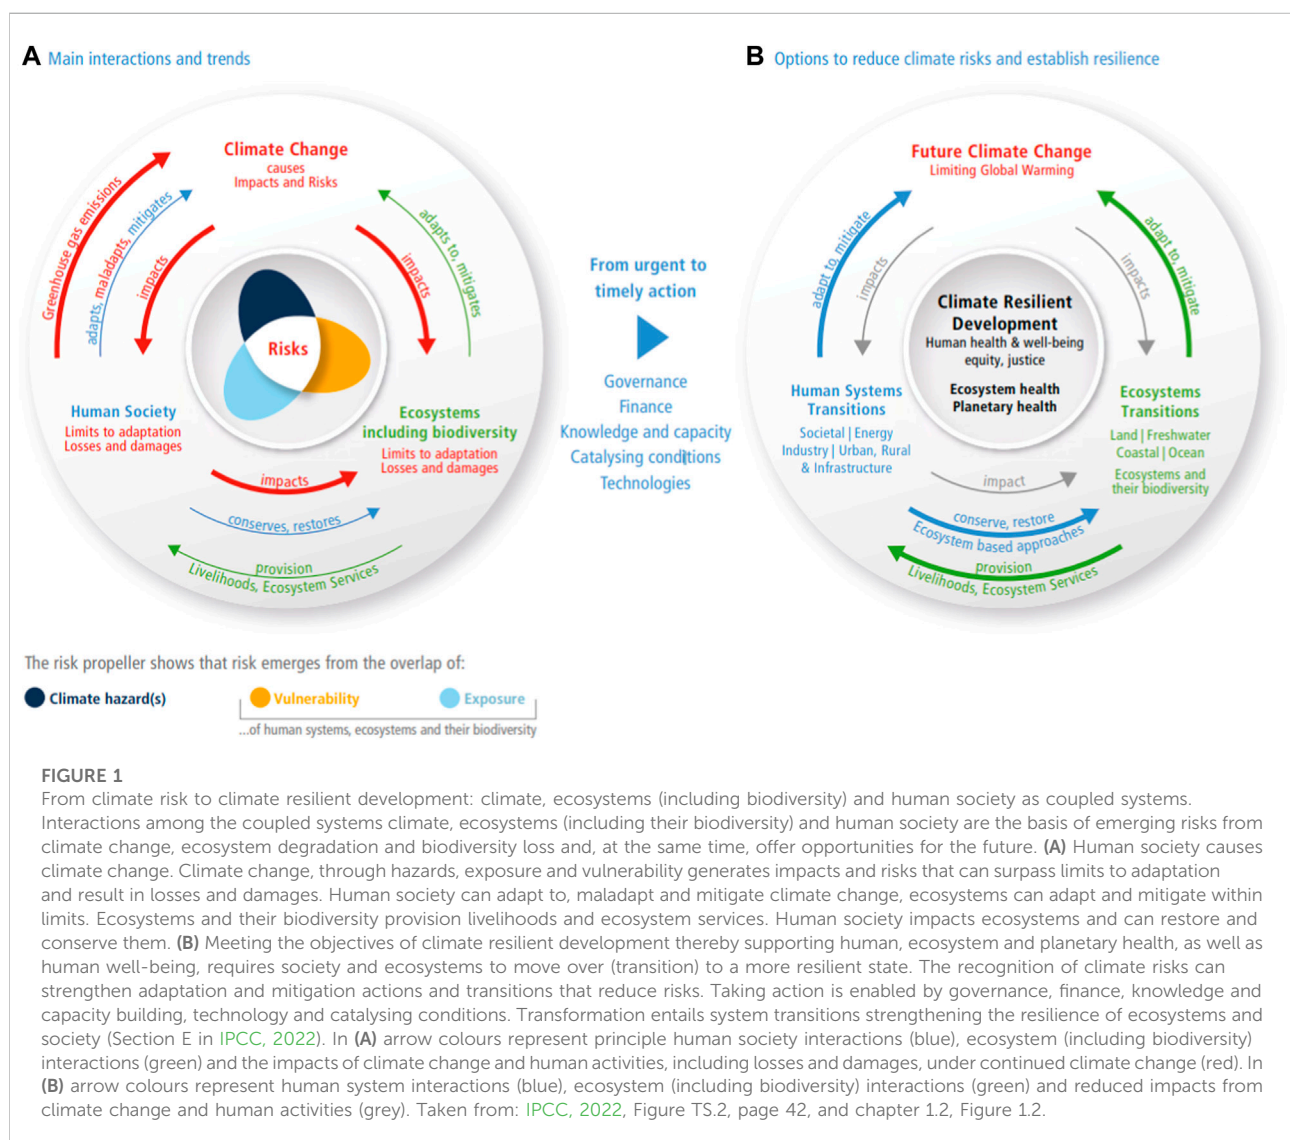 A Main interactions and trends
Climate Change
causes
Impacts and Risks
Greenhouse gas emissions
adapts, maladapts, mitigates
impacts
impacts
adapts to, mitigates
Risks
Human Society
Limits to adaptation
Losses and damages
Ecosystems
including biodiversity
Limits to adaptation
Losses and damages
impacts
conserves, restores
provision
Livelihoods, Ecosystem Services
From urgent to
timely action
Governance
Finance
Knowledge and capacity
Catalysing conditions
Technologies
B Options to reduce climate risks and establish resilience
Future Climate Change
Limiting Global Warming
adapt to, mitigate
impacts
impacts
adapt to, mitigate
Climate Resilient
Development
Human health & well-being
equity, justice
Ecosystem health
Planetary health
Human Systems
Transitions
Societal | Energy
Industry | Urban, Rural
& Infrastructure
Ecosystems
Transitions
Land | Freshwater
Coastal | Ocean
Ecosystems and
their biodiversity
impact
conserve, restore
Ecosystem based approaches
provision
Livelihoods, Ecosystem Services
The risk propeller shows that risk emerges from the overlap of:
Climate hazard(s) Vulnerability Exposure
...of human systems, ecosystems and their biodiversity
FIGURE 1
From climate risk to climate resilient development: climate, ecosystems (including biodiversity) and human society as coupled systems.
Interactions among the coupled systems climate, ecosystems (including their biodiversity) and human society are the basis of emerging risks from
climate change, ecosystem degradation and biodiversity loss and, at the same time, offer opportunities for the future. (A) Human society causes
climate change. Climate change, through hazards, exposure and vulnerability generates impacts and risks that can surpass limits to adaptation
and result in losses and damages. Human society can adapt to, maladapt and mitigate climate change, ecosystems can adapt and mitigate within
limits. Ecosystems and their biodiversity provision livelihoods and ecosystem services. Human society impacts ecosystems and can restore and
conserve them. (B) Meeting the objectives of climate resilient development thereby supporting human, ecosystem and planetary health, as well as
human well-being, requires society and ecosystems to move over (transition) to a more resilient state. The recognition of climate risks can
strengthen adaptation and mitigation actions and transitions that reduce risks. Taking action is enabled by governance, finance, knowledge and
capacity building, technology and catalysing conditions. Transformation entails system transitions strengthening the resilience of ecosystems and
society (Section E in IPCC, 2022). In (A) arrow colours represent principle human society interactions (blue), ecosystem (including biodiversity)
interactions (green) and the impacts of climate change and human activities, including losses and damages, under continued climate change (red). In
(B) arrow colours represent human system interactions (blue), ecosystem (including biodiversity) interactions (green) and reduced impacts from
climate change and human activities (grey). Taken from: IPCC, 2022, Figure TS.2, page 42, and chapter 1.2, Figure 1.2.